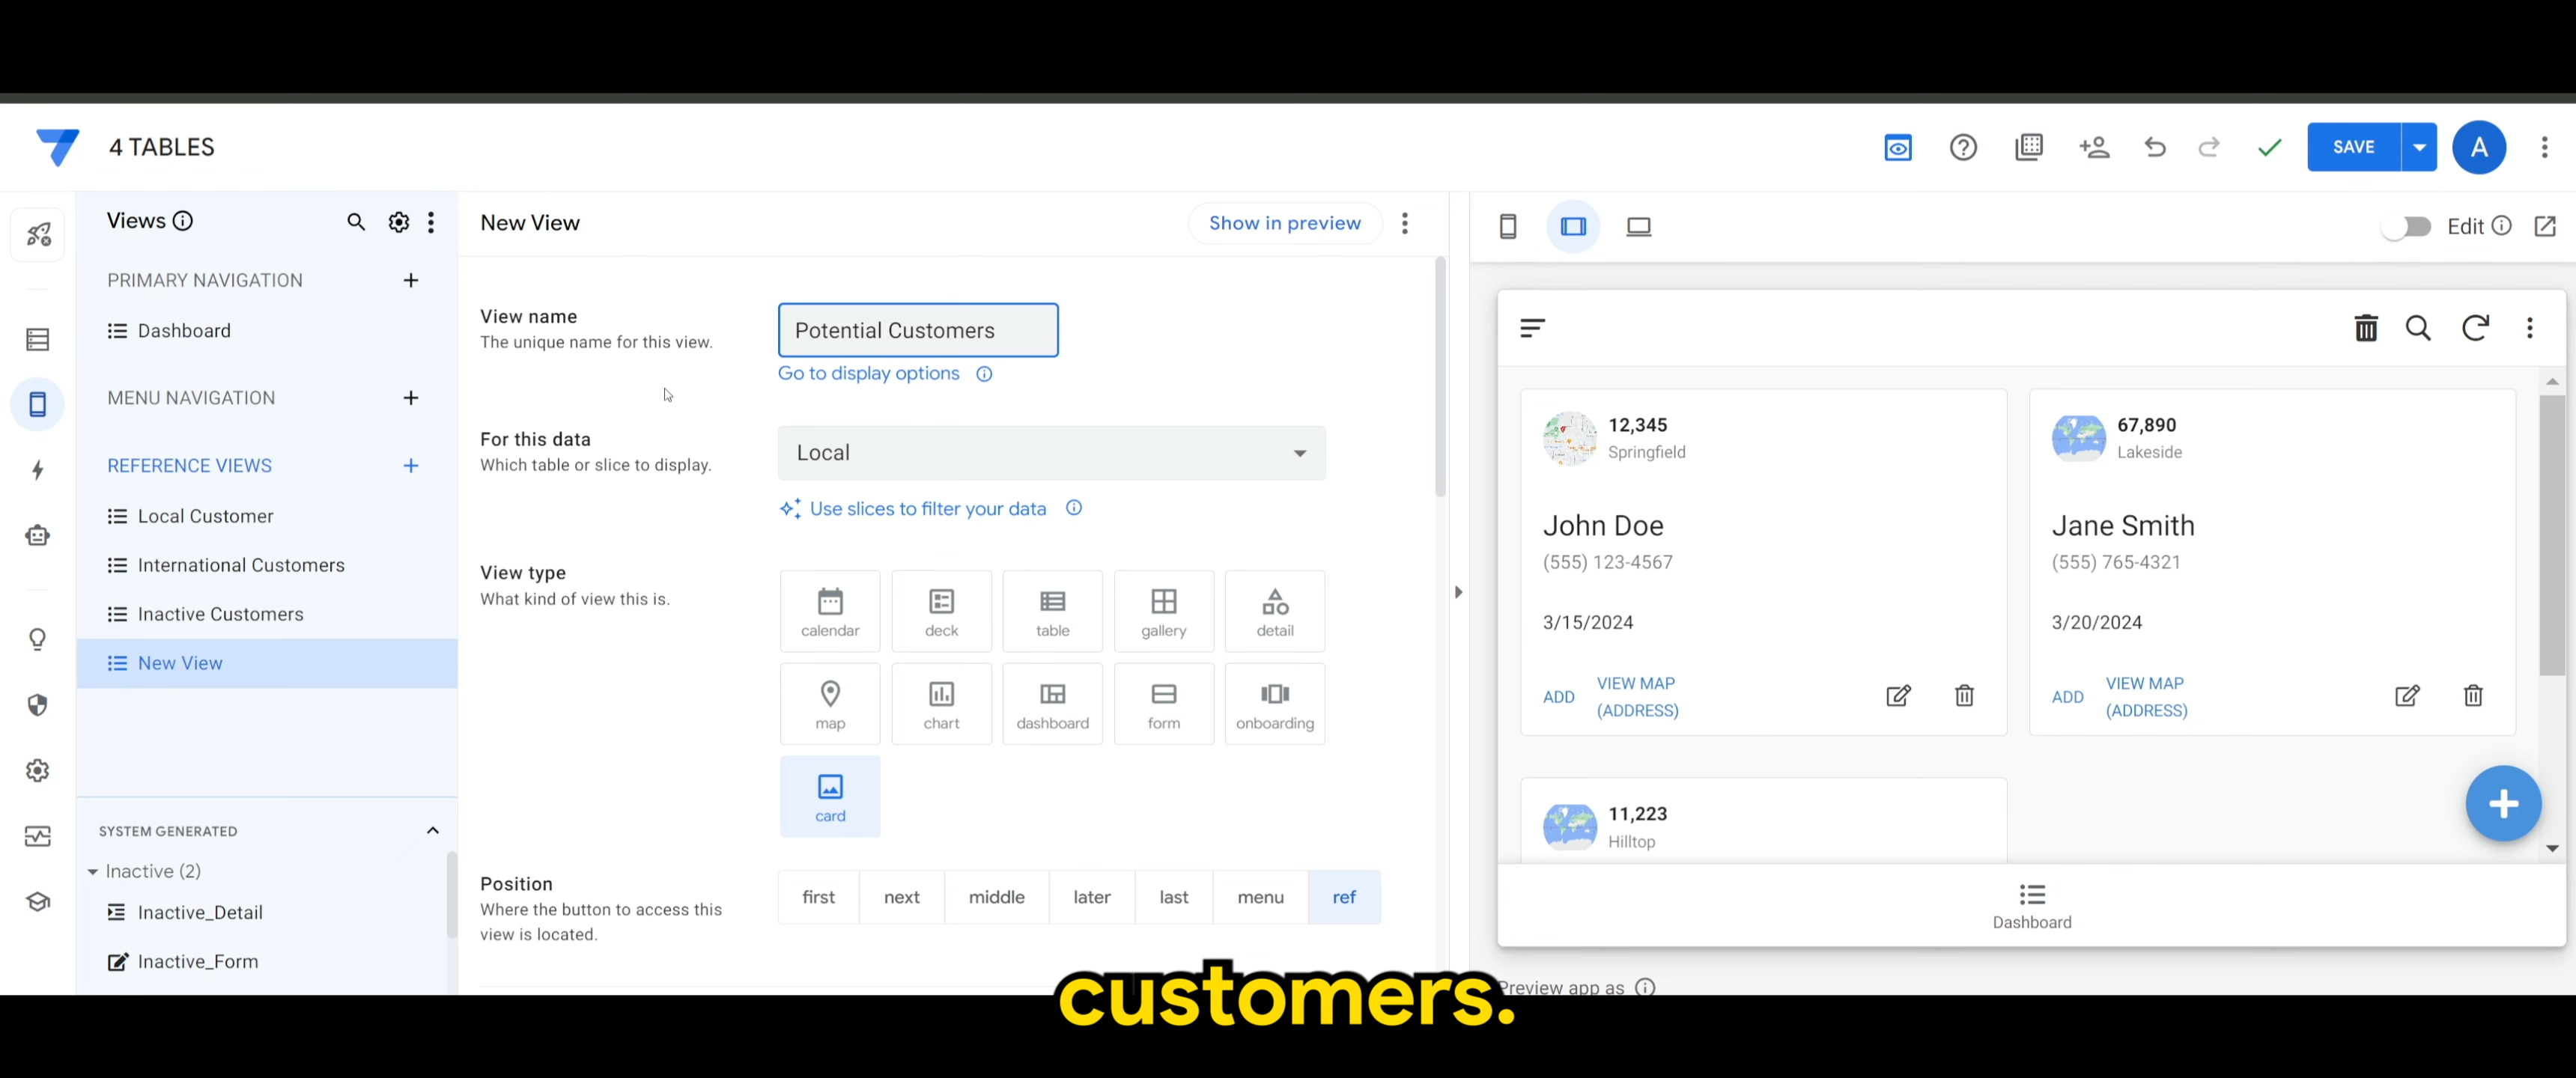 4 TABLES
SAVE
A
Views
PRIMARY NAVIGATION
Dashboard
MENU NAVIGATION
REFERENCE VIEWS
Local Customer
International Customers
Inactive Customers
New View
SYSTEM GENERATED
Inactive (2)
Inactive_Detail
Inactive_Form
New View
Show in preview
View name
The unique name for this view.
Potential Customers
Go to display options
For this data
Which table or slice to display.
Local
Use slices to filter your data
View type
What kind of view this is.
calendar
deck
table
gallery
detail
map
chart
dashboard
form
onboarding
card
Position
Where the button to access this
view is located.
first
next
middle
later
last
menu
ref
Edit
12,345
Springfield
John Doe
(555) 123-4567
3/15/2024
ADD
VIEW MAP
(ADDRESS)
67,890
Lakeside
Jane Smith
(555) 765-4321
3/20/2024
ADD
VIEW MAP
(ADDRESS)
11,223
Hilltop
Dashboard
Preview app as
customers.